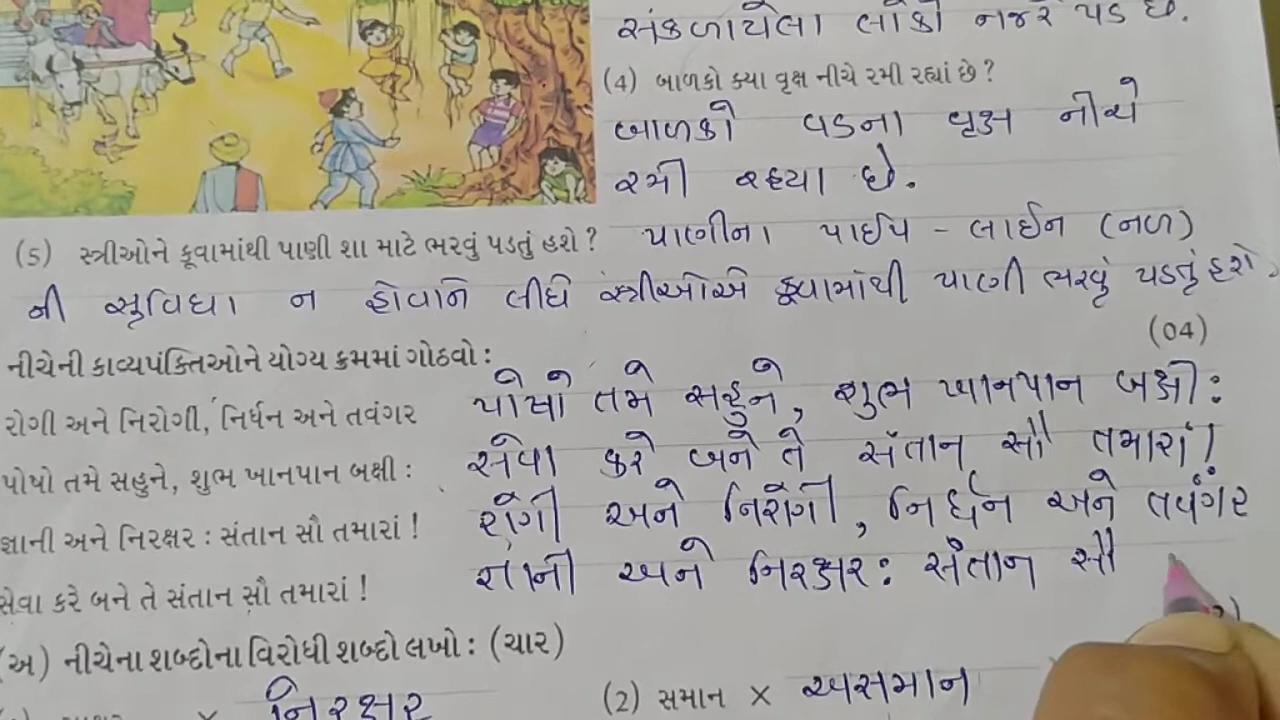 સંકળાયેલા લોકો નજરે પડે છે.
(4) બાળકો ક્યા વૃક્ષ નીચે રમી રહ્યાં છે ?
બાળકો વડના વૃક્ષ નીચે
રમી રહ્યા છે.
(5) સ્ત્રીઓને કૂવામાંથી પાણી શા માટે ભરવું પડતું હશે ? પાણીના પાઈપ - લાઈન (નળ)
ની સુવિધા ન હોવાને લીધે સ્ત્રીઓએ કૂવામાંથી પાણી ભરવું પડતું હશે.
(04)
નીચેની કાવ્યપંક્તિઓને યોગ્ય ક્રમમાં ગોઠવો :
રોગી અને નિરોગી, નિર્ધન અને તવંગર
પોષો તમે સહુને, શુભ ખાનપાન બક્ષી :
પોષો તમે સહુને, શુભ ખાનપાન બક્ષી :
સેવા કરે બને તે સંતાન સૌ તમારાં !
જ્ઞાની અને નિરક્ષર : સંતાન સૌ તમારાં !
રોગી અને નિરોગી, નિર્ધન અને તવંગર
સેવા કરે બને તે સંતાન સૌ તમારાં !
જ્ઞાની અને નિરક્ષર : સંતાન સૌ
(અ) નીચેના શબ્દોના વિરોધી શબ્દો લખો : (ચાર)
× નિરક્ષર (2) સમાન × અસમાન